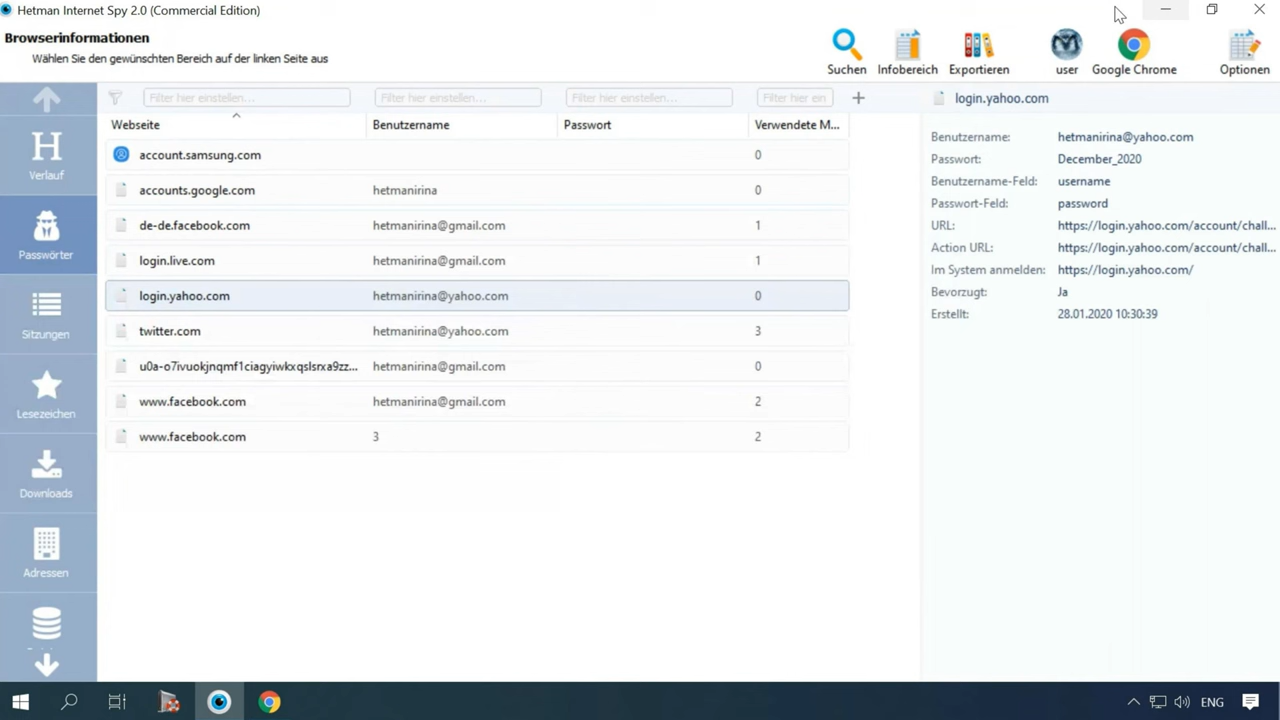 Hetman Internet Spy 2.0 (Commercial Edition)
Browserinformationen
Wählen Sie den gewünschten Bereich auf der linken Seite aus
Suchen
Infobereich
Exportieren
user
Google Chrome
Optionen
Verlauf
Passwörter
Sitzungen
Lesezeichen
Downloads
Adressen
Filter hier einstellen...
Filter hier einstellen...
Filter hier einstellen...
Filter hier ein
Webseite Benutzername Passwort Verwendete M...
account.samsung.com 0
accounts.google.com hetmanirina 0
de-de.facebook.com hetmanirina@gmail.com 1
login.live.com hetmanirina@gmail.com 1
login.yahoo.com hetmanirina@yahoo.com 0
twitter.com hetmanirina@yahoo.com 3
u0a-o7ivuokjnqmf1ciagyiwkxqslsrxa9zz... hetmanirina@gmail.com 0
www.facebook.com hetmanirina@gmail.com 2
www.facebook.com 3 2
login.yahoo.com
Benutzername: hetmanirina@yahoo.com
Passwort: December_2020
Benutzername-Feld: username
Passwort-Feld: password
URL: https://login.yahoo.com/account/chall...
Action URL: https://login.yahoo.com/account/chall...
Im System anmelden: https://login.yahoo.com/
Bevorzugt: Ja
Erstellt: 28.01.2020 10:30:39
ENG